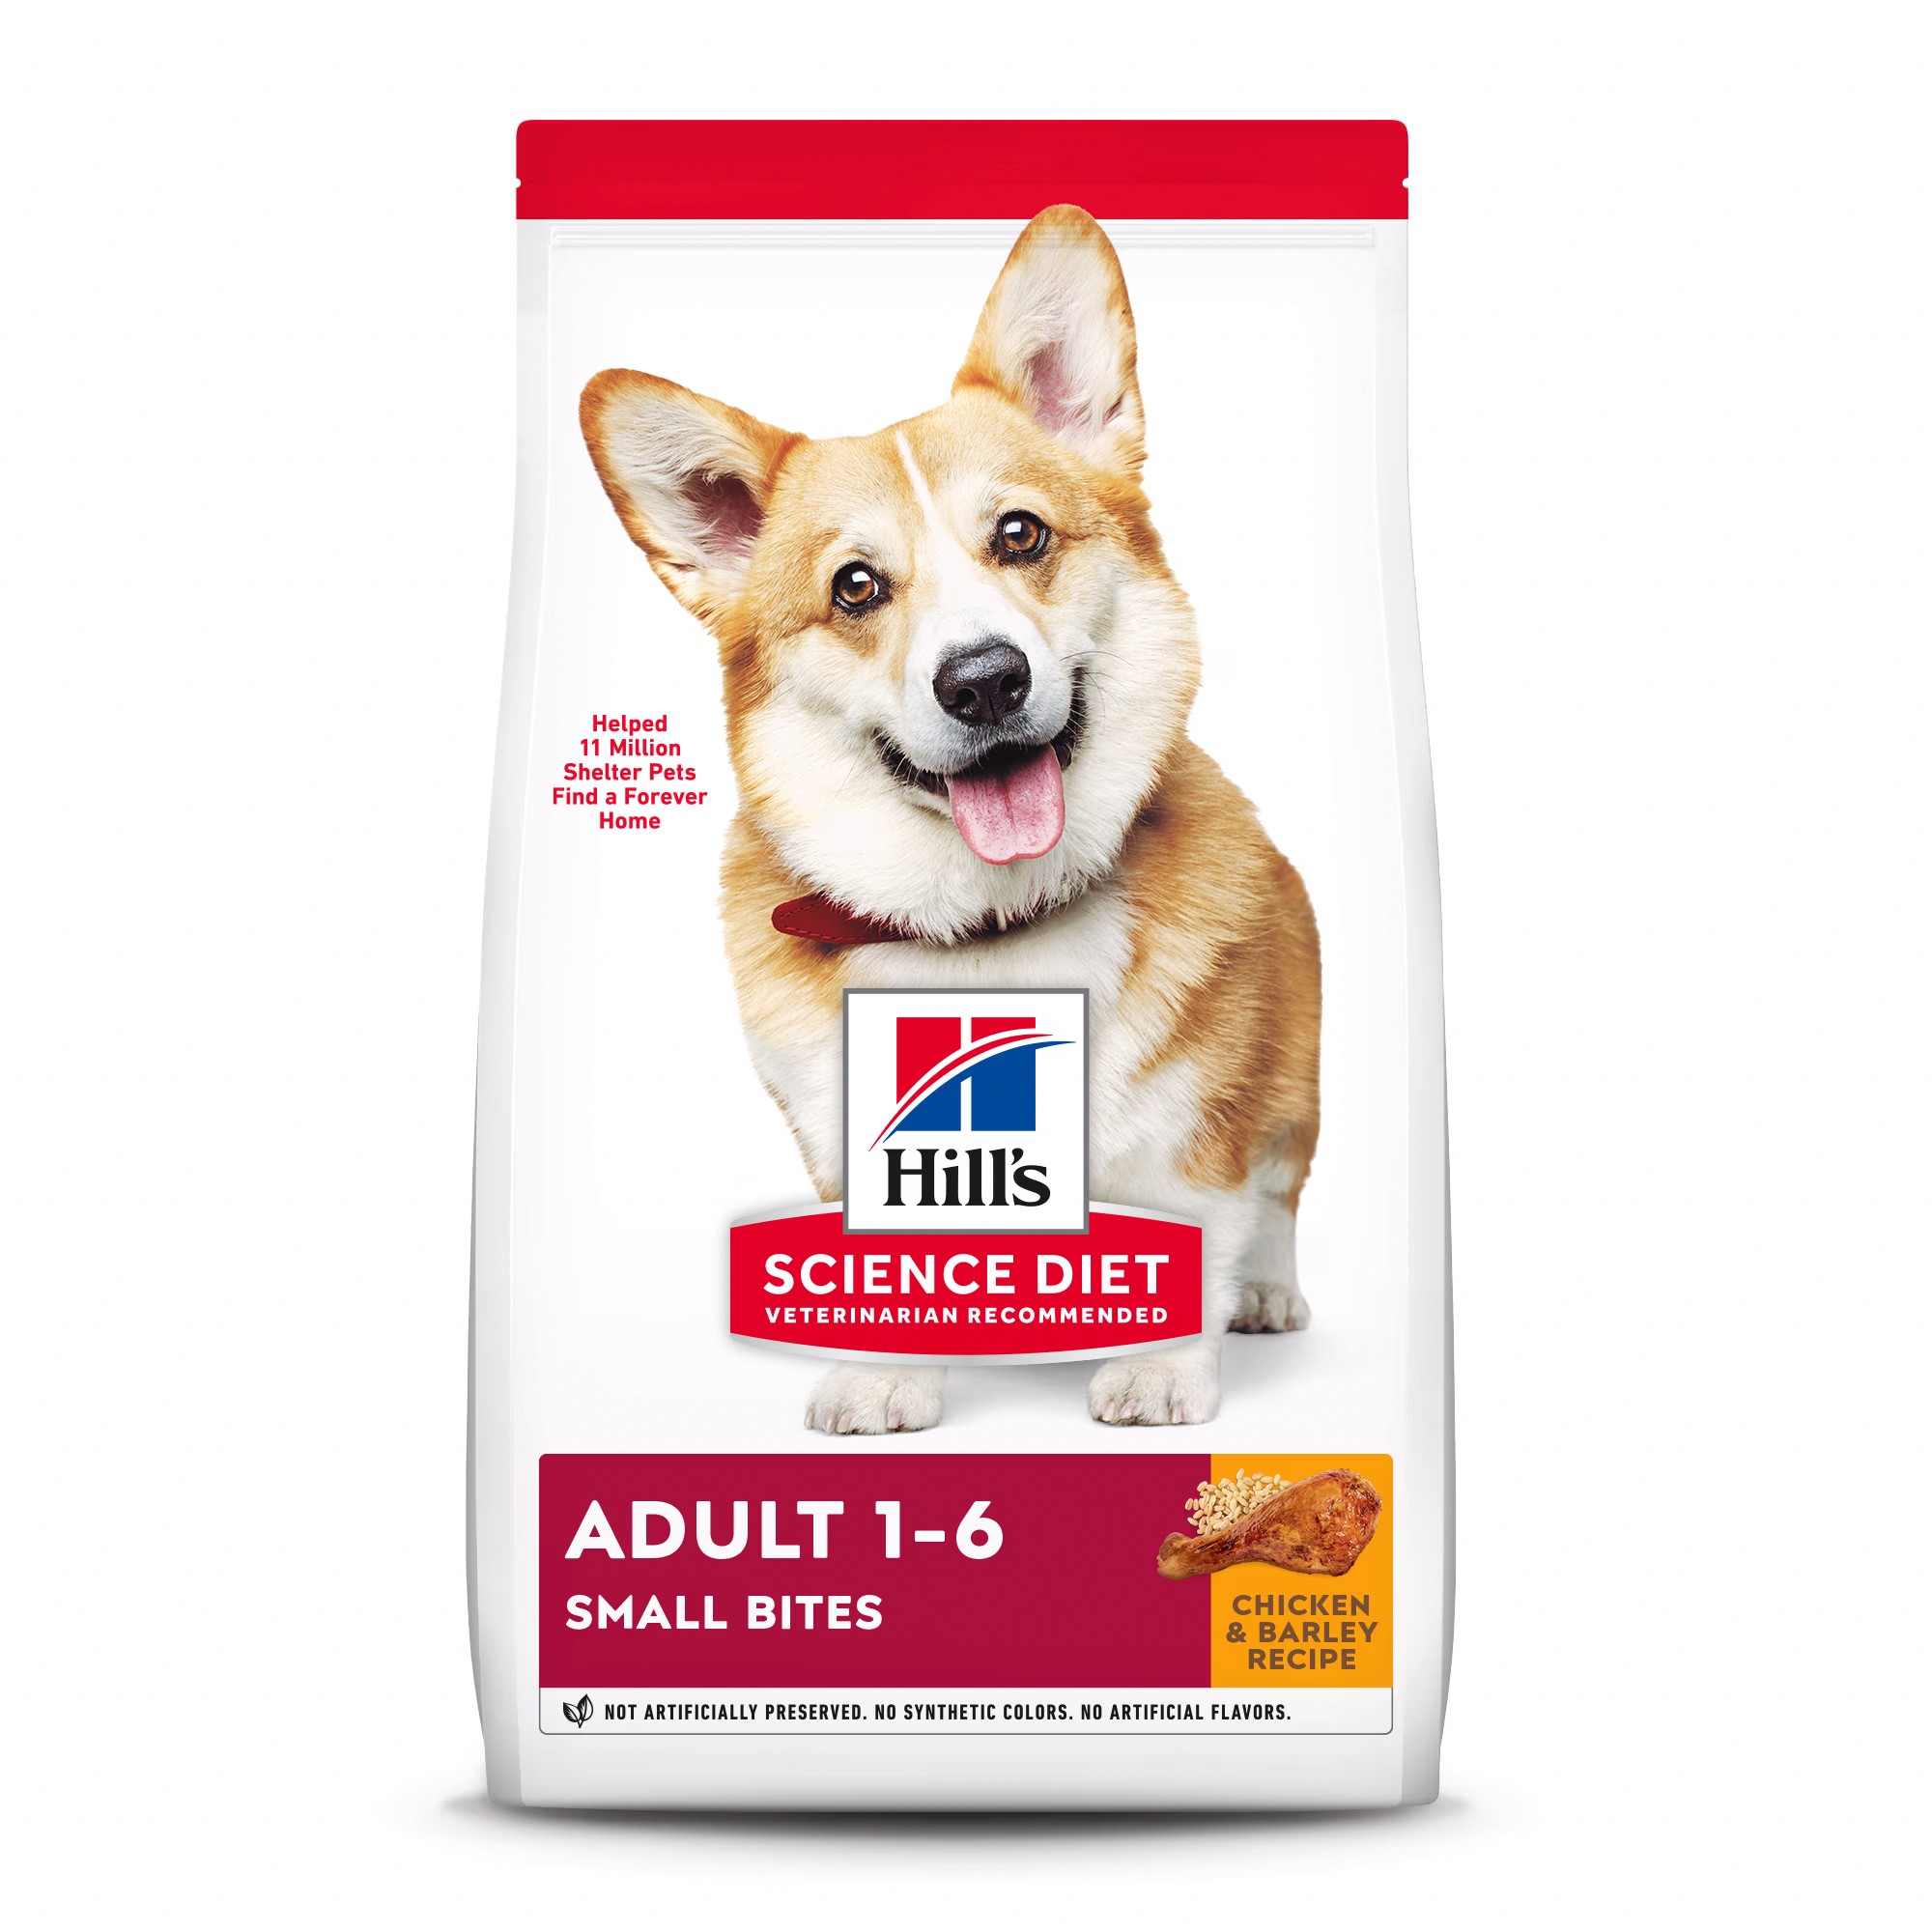 Helped
11 Million
Shelter Pets
Find a Forever
Home
Hill's
SCIENCE DIET
VETERINARIAN RECOMMENDED
ADULT 1-6
SMALL BITES
CHICKEN
& BARLEY
RECIPE
NOT ARTIFICIALLY PRESERVED. NO SYNTHETIC COLORS. NO ARTIFICIAL FLAVORS.